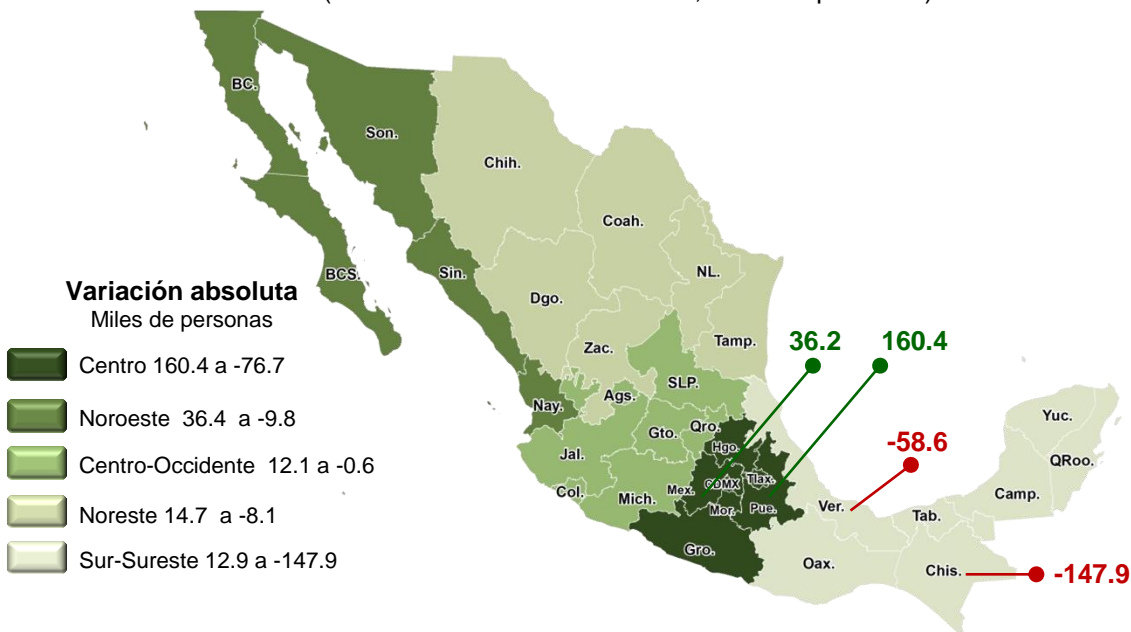 BC.
Son.
Chih.
Coah.
BCS.
Sin.
NL.
Dgo.
Variación absoluta
Miles de personas
Zac.
Tamp.
36.2
160.4
Centro 160.4 a -76.7
SLP.
Nay.
Ags.
Noroeste 36.4 a -9.8
Gto.
Qro.
Hgo.
-58.6
Yuc.
Jal.
QRoo.
Centro-Occidente 12.1 a -0.6
Col.
Mich.
Mex.
CDMX
Tlax.
Camp.
Mor.
Pue.
Ver.
Tab.
Noreste 14.7 a -8.1
Gro.
Oax.
Chis.
-147.9
Sur-Sureste 12.9 a -147.9